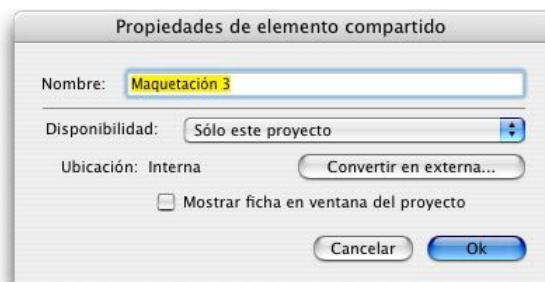 Propiedades de elemento compartido
Nombre: Maquetación 3
Disponibilidad: Sólo este proyecto
Ubicación: Interna Convertir en externa...
Mostrar ficha en ventana del proyecto
Cancelar Ok